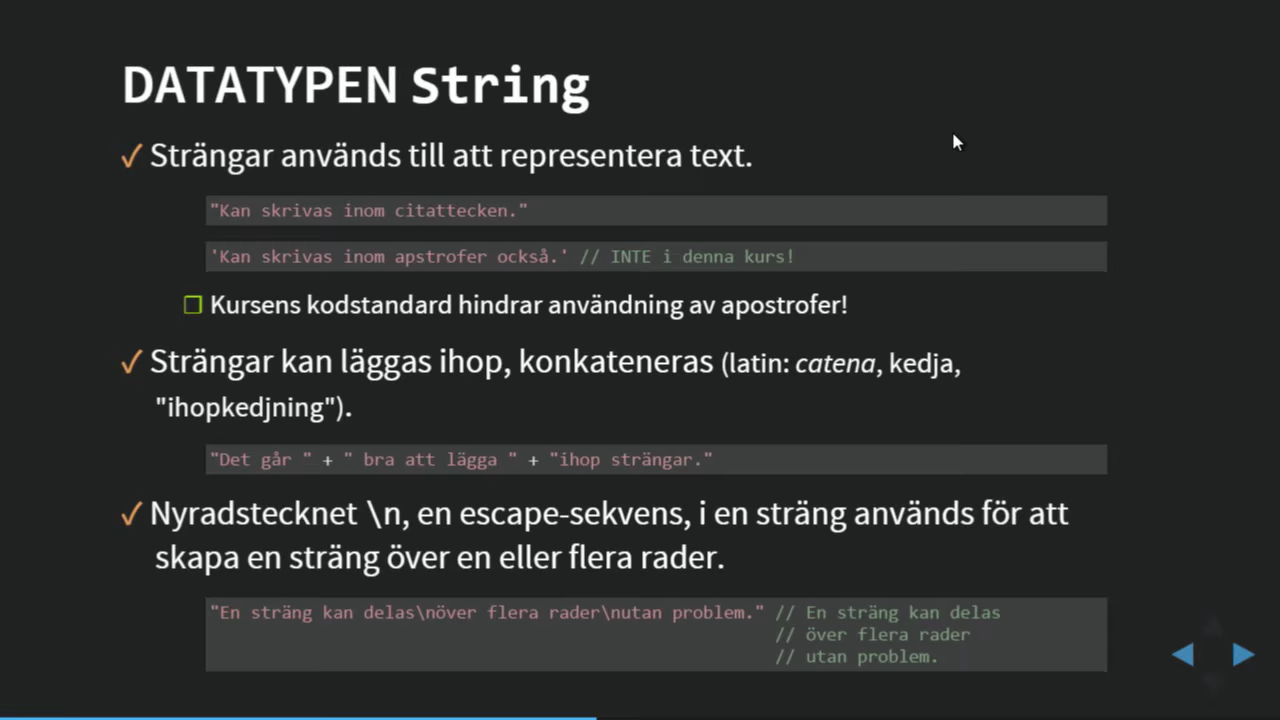 DATATYPEN String
✓ Strängar används till att representera text.
"Kan skrivas inom citattecken."
'Kan skrivas inom apstrofer också.' // INTE i denna kurs!
❐ Kursens kodstandard hindrar användning av apostrofer!
✓ Strängar kan läggas ihop, konkateneras (latin: catena, kedja,
"ihopkedjning").
"Det går " + " bra att lägga " + "ihop strängar."
✓ Nyradstecknet \n, en escape-sekvens, i en sträng används för att
skapa en sträng över en eller flera rader.
"En sträng kan delas\növer flera rader\nutan problem." // En sträng kan delas
// över flera rader
// utan problem.